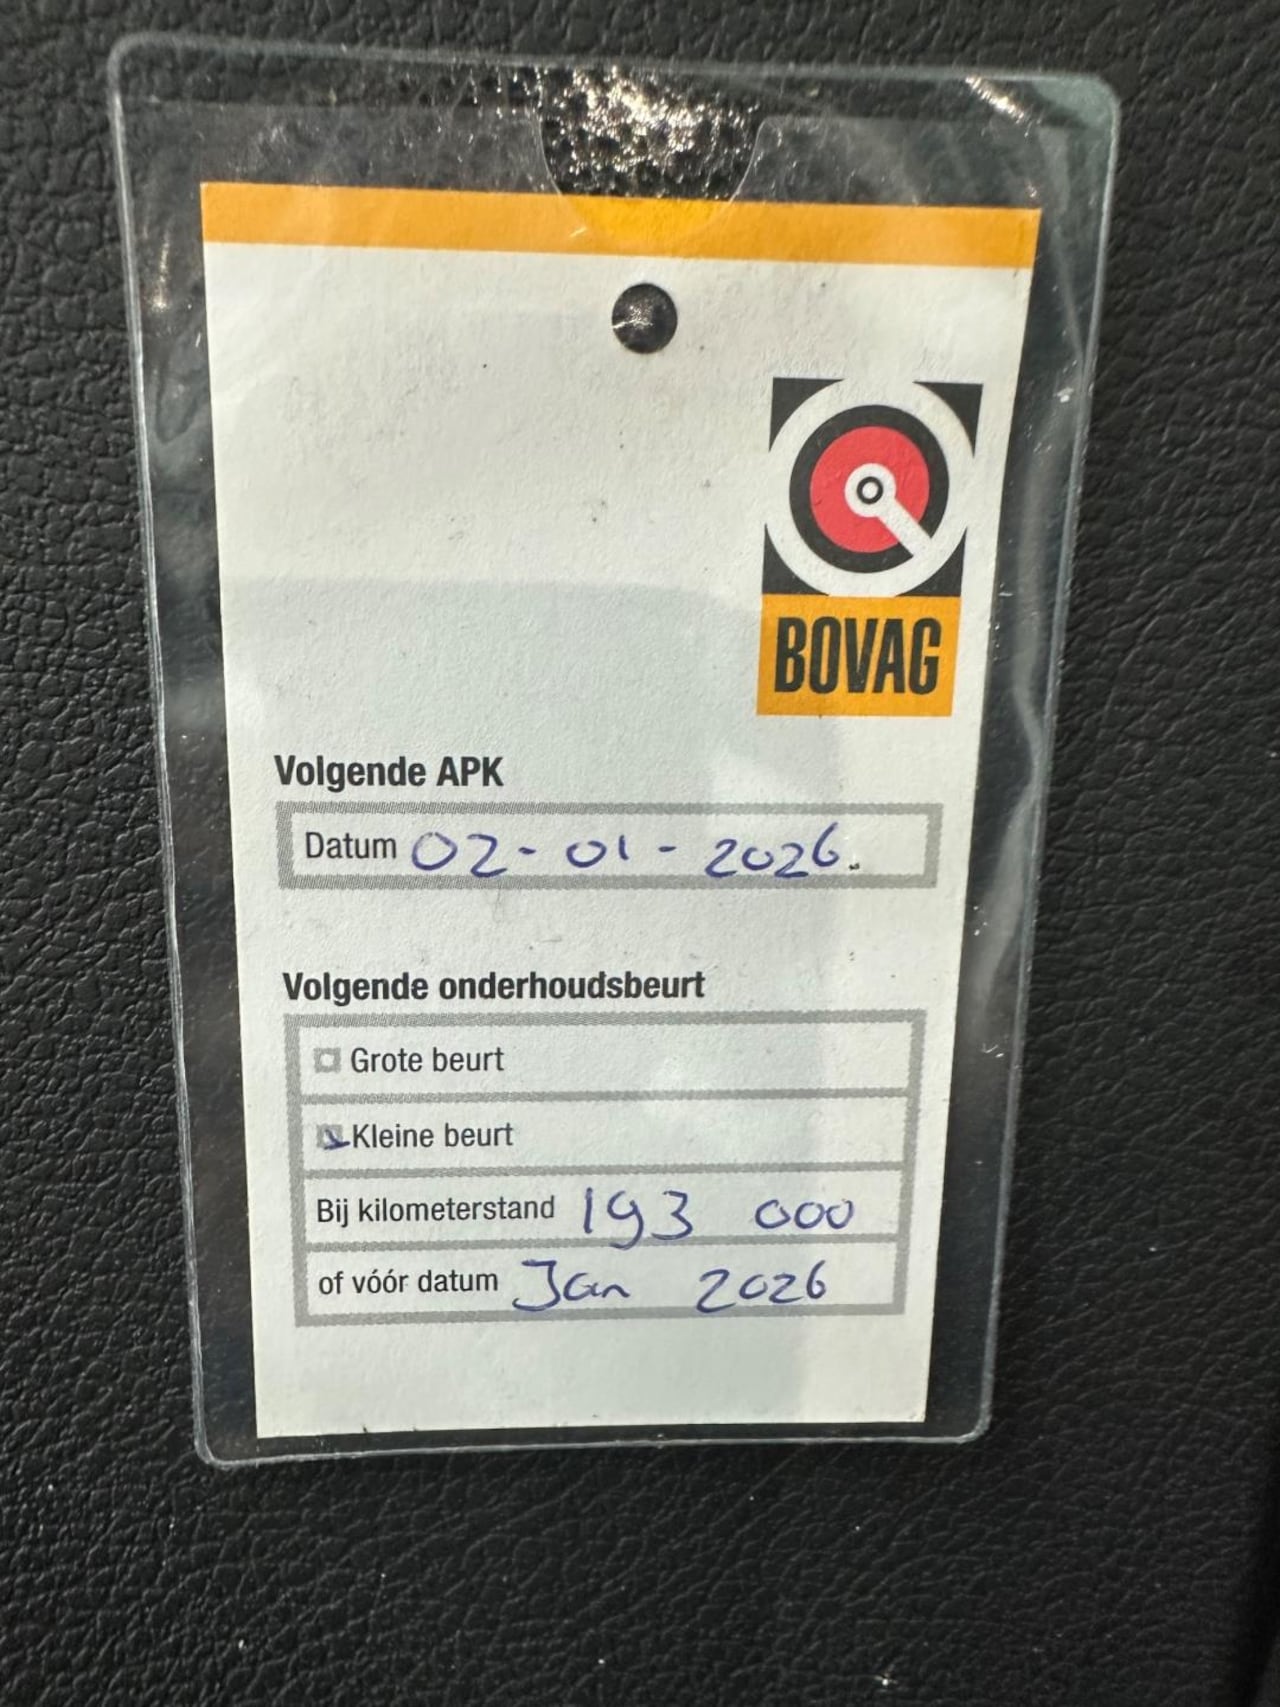 BOVAG
Volgende APK
Datum 02-01-2026.
Volgende onderhoudsbeurt
Grote beurt
Kleine beurt
Bij kilometerstand 193 000
of vóór datum Jan 2026